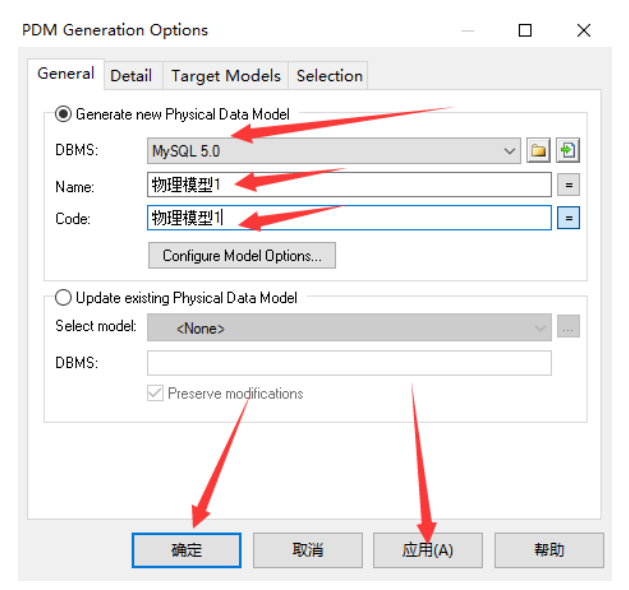 PDM Generation Options
General Detail Target Models Selection
Generate new Physical Data Model
DBMS: MySQL 5.0
Name: 物理模型1
=
Code: 物理模型1
=
Configure Model Options...
Update existing Physical Data Model
Select model: <None>
...
DBMS:
Preserve modifications
确定 取消 应用(A) 帮助